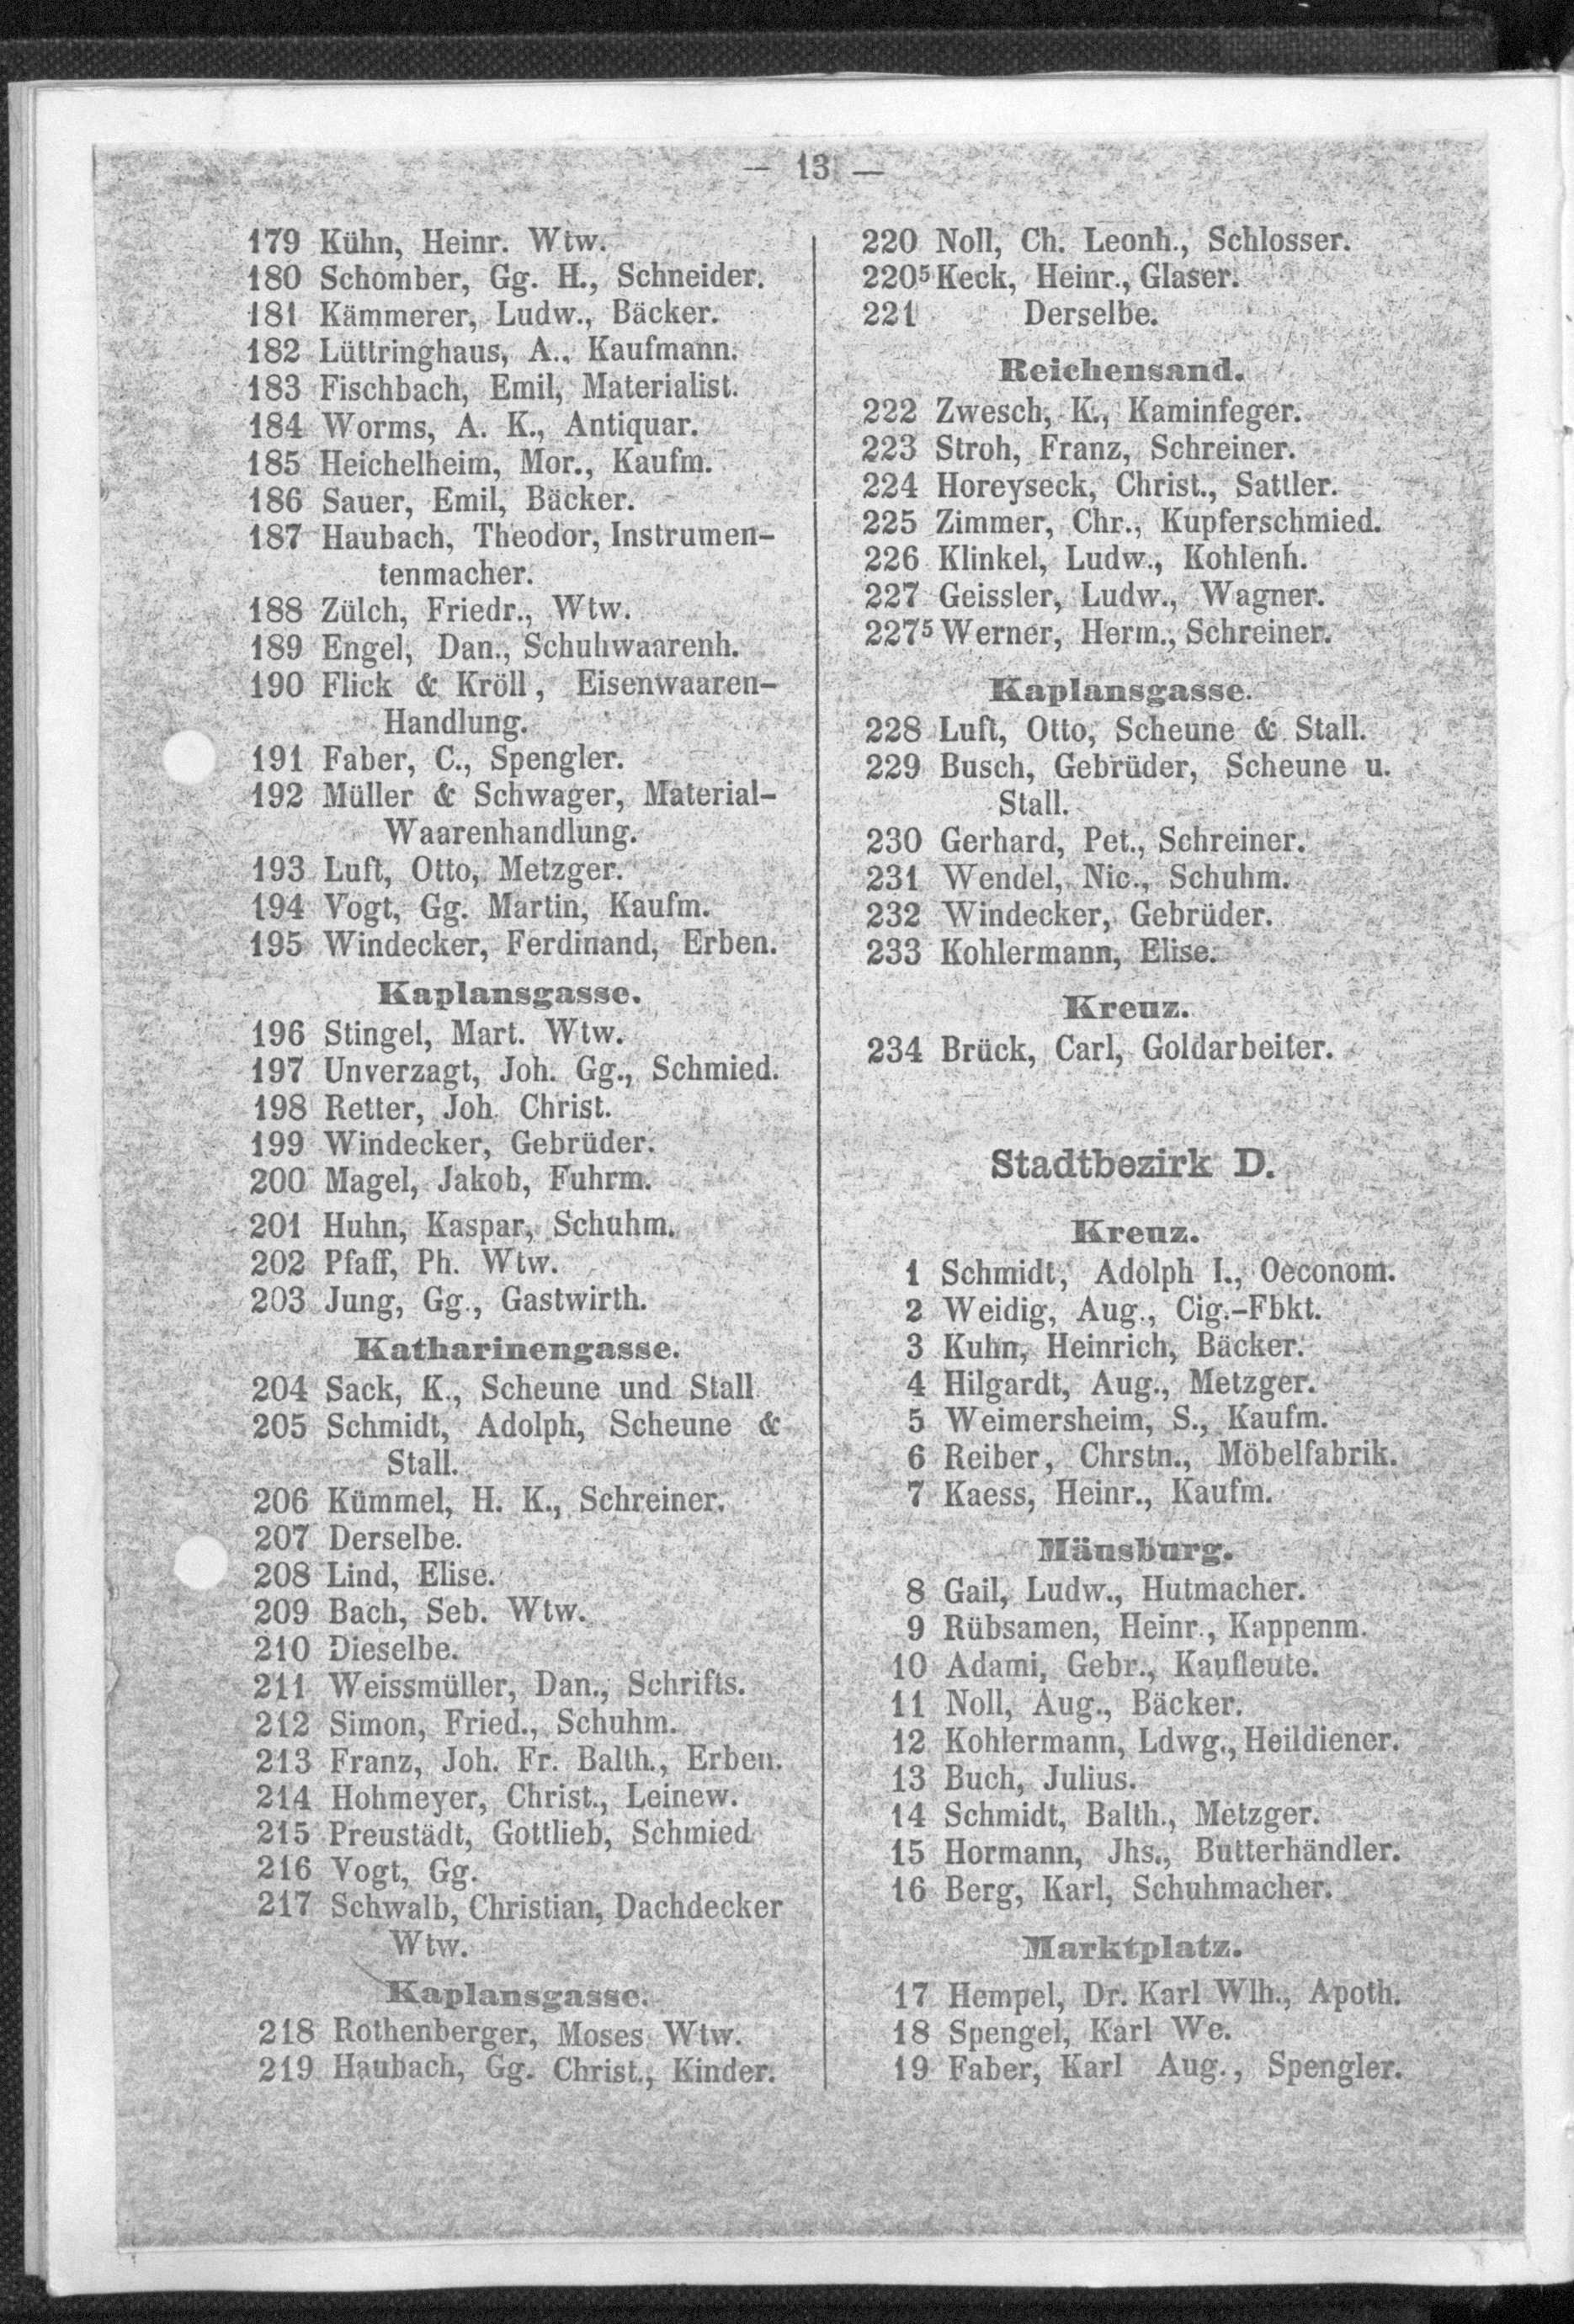 — 13 —
179 Kühn, Heinr. Wtw.
180 Schomber, Gg. H., Schneider.
181 Kämmerer, Ludw., Bäcker.
182 Lüttringhaus, A., Kaufmann.
183 Fischbach, Emil, Materialist.
184 Worms, A. K., Antiquar.
185 Heichelheim, Mor., Kaufm.
186 Sauer, Emil, Bäcker.
187 Haubach, Theodor, Instrumen-
tenmacher.
188 Zülch, Friedr., Wtw.
189 Engel, Dan., Schuhwaarenh.
190 Flick & Kröll, Eisenwaaren-
Handlung.
191 Faber, C., Spengler.
192 Müller & Schwager, Material-
Waarenhandlung.
193 Luft, Otto, Metzger.
194 Vogt, Gg. Martin, Kaufm.
195 Windecker, Ferdinand, Erben.
Kaplansgasse.
196 Stingel, Mart. Wtw.
197 Unverzagt, Joh. Gg., Schmied.
198 Retter, Joh. Christ.
199 Windecker, Gebrüder.
200 Magel, Jakob, Fuhrm.
201 Huhn, Kaspar, Schuhm.
202 Pfaff, Ph. Wtw.
203 Jung, Gg., Gastwirth.
Katharinengasse.
204 Sack, K., Scheune und Stall
205 Schmidt, Adolph, Scheune &
Stall.
206 Kümmel, H. K., Schreiner.
207 Derselbe.
208 Lind, Elise.
209 Bach, Seb. Wtw.
210 Dieselbe.
211 Weissmüller, Dan., Schrifts.
212 Simon, Fried., Schuhm.
213 Franz, Joh. Fr. Balth., Erben.
214 Hohmeyer, Christ., Leinew.
215 Preustädt, Gottlieb, Schmied
216 Vogt, Gg.
217 Schwalb, Christian, Dachdecker
Wtw.
Kaplansgasse.
218 Rothenberger, Moses Wtw.
219 Haubach, Gg. Christ., Kinder.
220 Noll, Ch. Leonh., Schlosser.
220⁵ Keck, Heinr., Glaser.
221 Derselbe.
Reichensand.
222 Zwesch, K., Kaminfeger.
223 Stroh, Franz, Schreiner.
224 Horeyseck, Christ., Sattler.
225 Zimmer, Chr., Kupferschmied.
226 Klinkel, Ludw., Kohlenh.
227 Geissler, Ludw., Wagner.
227⁵ Werner, Herm., Schreiner.
Kaplansgasse.
228 Luft, Otto, Scheune & Stall.
229 Busch, Gebrüder, Scheune u.
Stall.
230 Gerhard, Pet., Schreiner.
231 Wendel, Nic., Schuhm.
232 Windecker, Gebrüder.
233 Kohlermann, Elise.
Kreuz.
234 Brück, Carl, Goldarbeiter.
Stadtbezirk D.
Kreuz.
1 Schmidt, Adolph I., Oeconom.
2 Weidig, Aug., Cig.-Fbkt.
3 Kuhn, Heinrich, Bäcker.
4 Hilgardt, Aug., Metzger.
5 Weimersheim, S., Kaufm.
6 Reiber, Chrstn., Möbelfabrik.
7 Kaess, Heinr., Kaufm.
Mäusburg.
8 Gail, Ludw., Hutmacher.
9 Rübsamen, Heinr., Kappenm.
10 Adami, Gebr., Kaufleute.
11 Noll, Aug., Bäcker.
12 Kohlermann, Ldwg., Heildiener.
13 Buch, Julius.
14 Schmidt, Balth., Metzger.
15 Hormann, Jhs., Butterhändler.
16 Berg, Karl, Schuhmacher.
Marktplatz.
17 Hempel, Dr. Karl Wlh., Apoth.
18 Spengel, Karl We.
19 Faber, Karl Aug., Spengler.